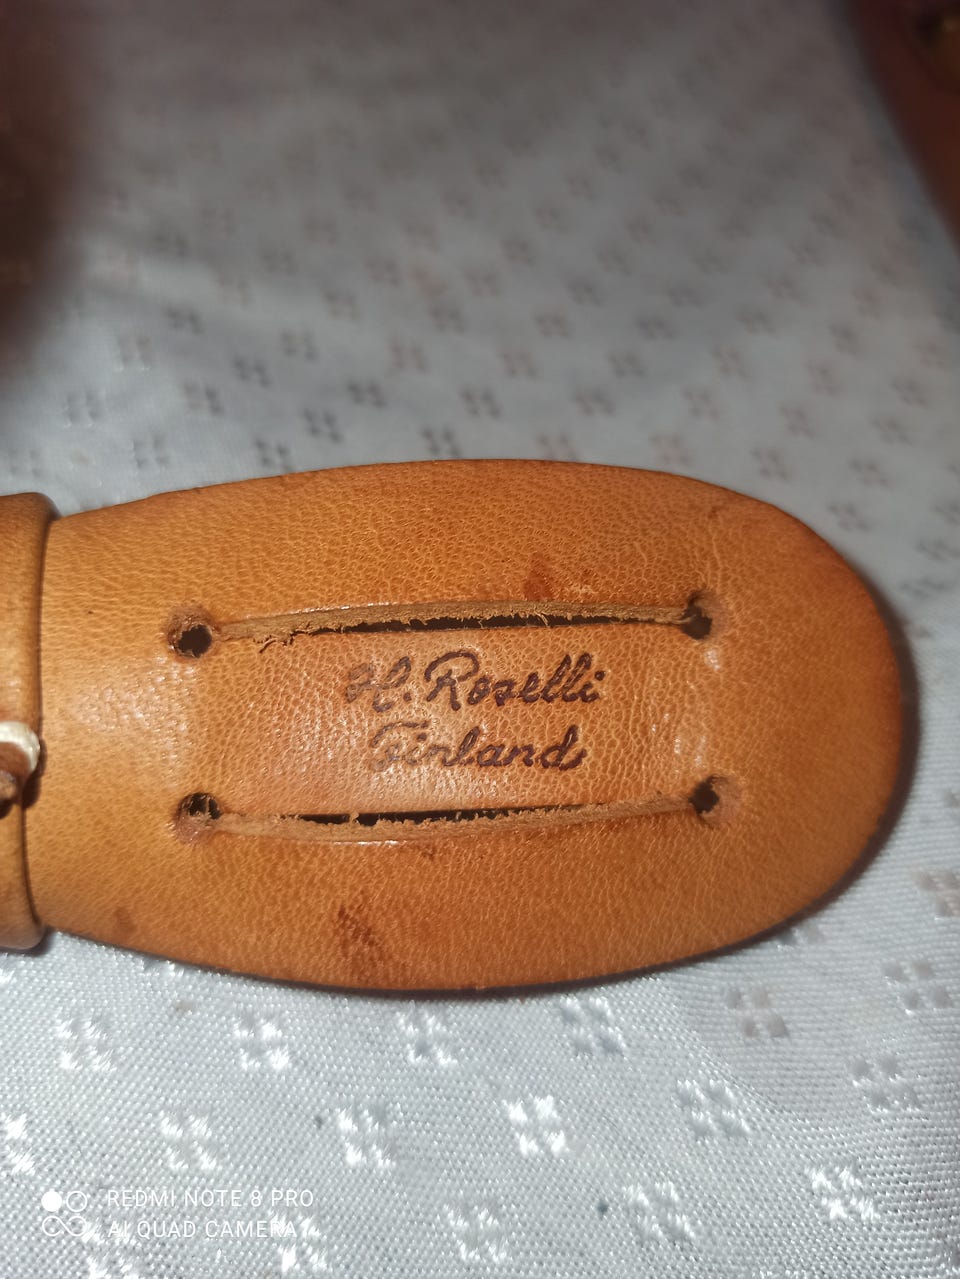 H. Roselli
Finland
REDMI NOTE 8 PRO
AI QUAD CAMERA